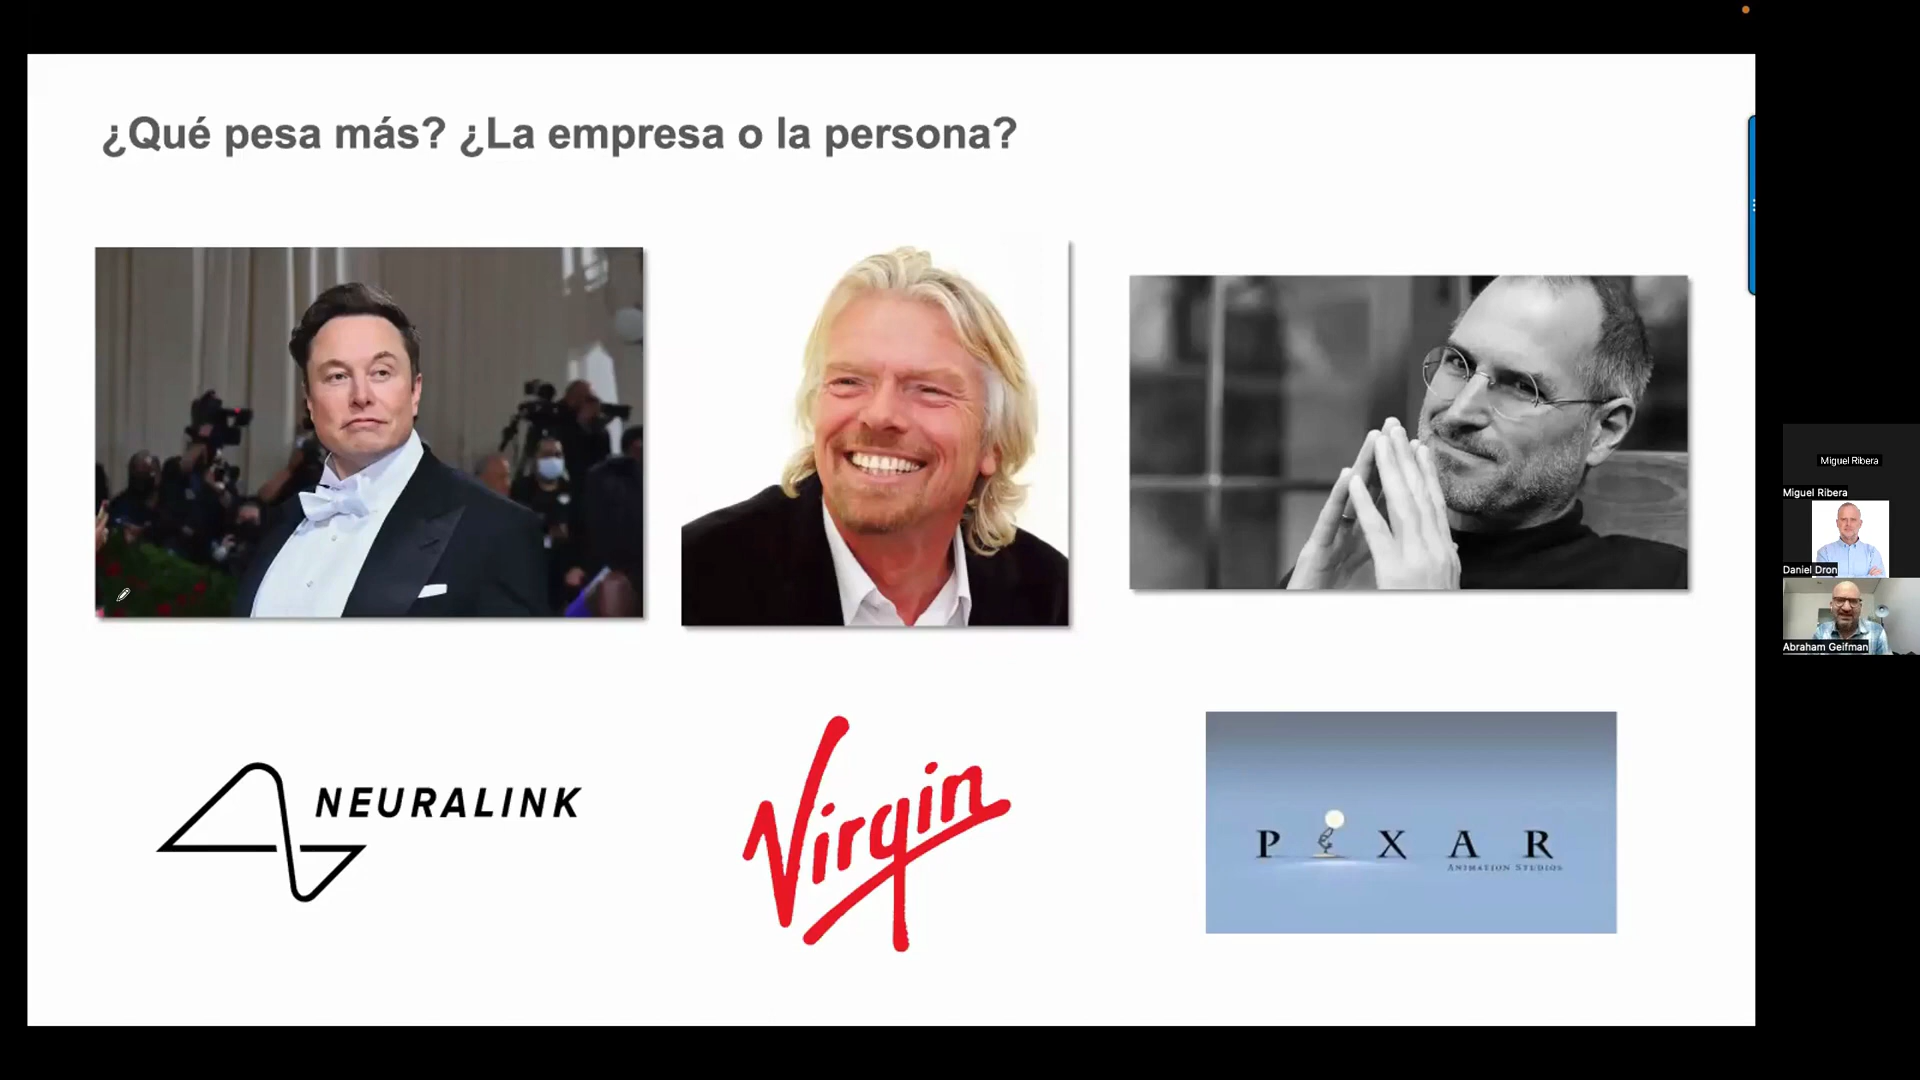 ¿Qué pesa más? ¿La empresa o la persona?
NEURALINK
Virgin
PIXAR
ANIMATION STUDIOS
Miguel Ribera
Miguel Ribera
Daniel Dron
Abraham Geifman